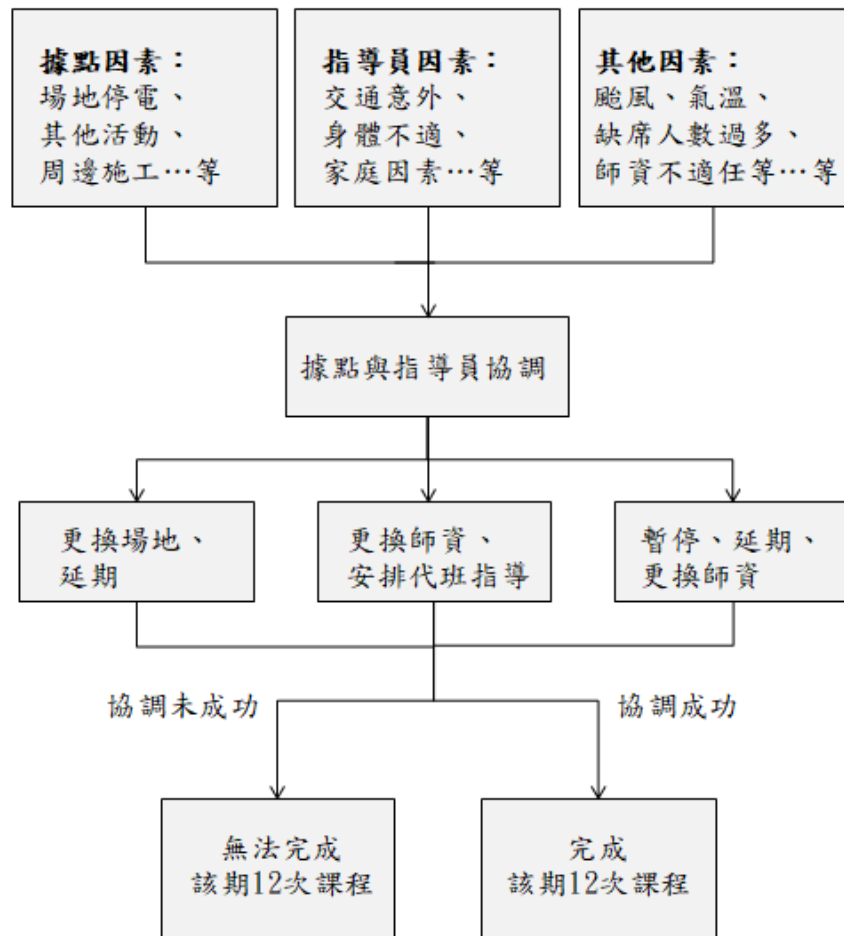 據點因素：
場地停電、
其他活動、
周邊施工…等
指導員因素：
交通意外、
身體不適、
家庭因素…等
其他因素：
颱風、氣溫、
缺席人數過多、
師資不適任等…等
據點與指導員協調
更換場地、
延期
更換師資、
安排代班指導
暫停、延期、
更換師資
協調未成功
協調成功
無法完成
該期12次課程
完成
該期12次課程